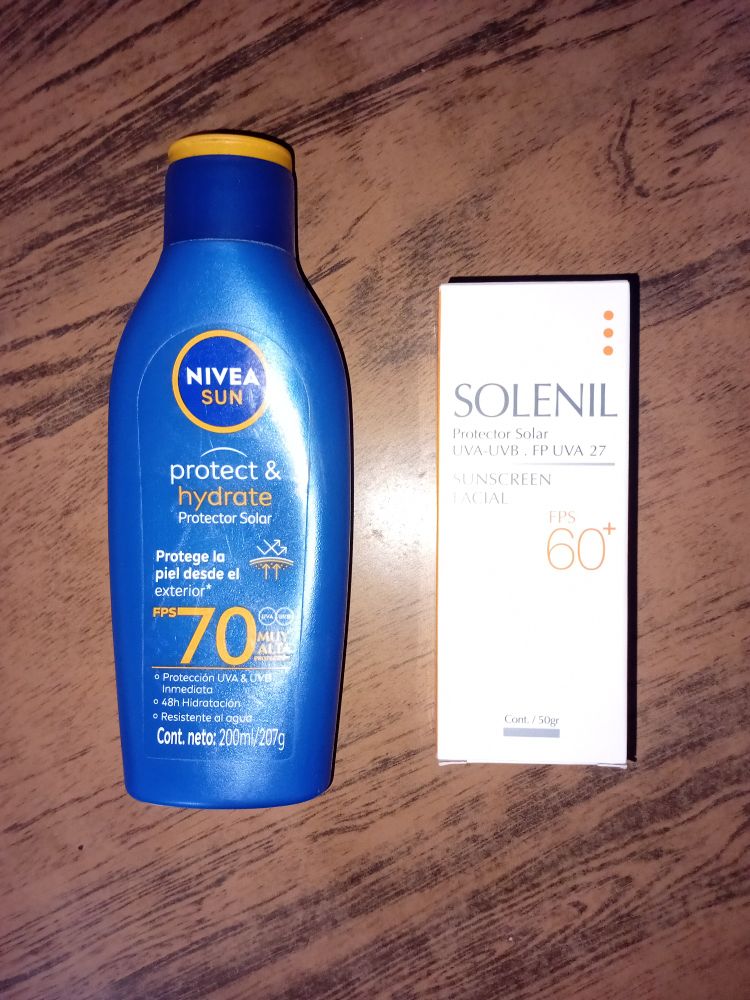 NIVEA
SUN
protect &
hydrate
Protector Solar
Protege la
piel desde el
exterior*
FPS 70
UVA UVB
MUY
ALTA
• Protección UVA & UVB
Inmediata
• 48h Hidratación
• Resistente al agua
Cont. neto: 200ml/207g
SOLENIL
Protector Solar
UVA-UVB . FP UVA 27
SUNSCREEN
FACIAL
FPS
60+
Cont. / 50gr